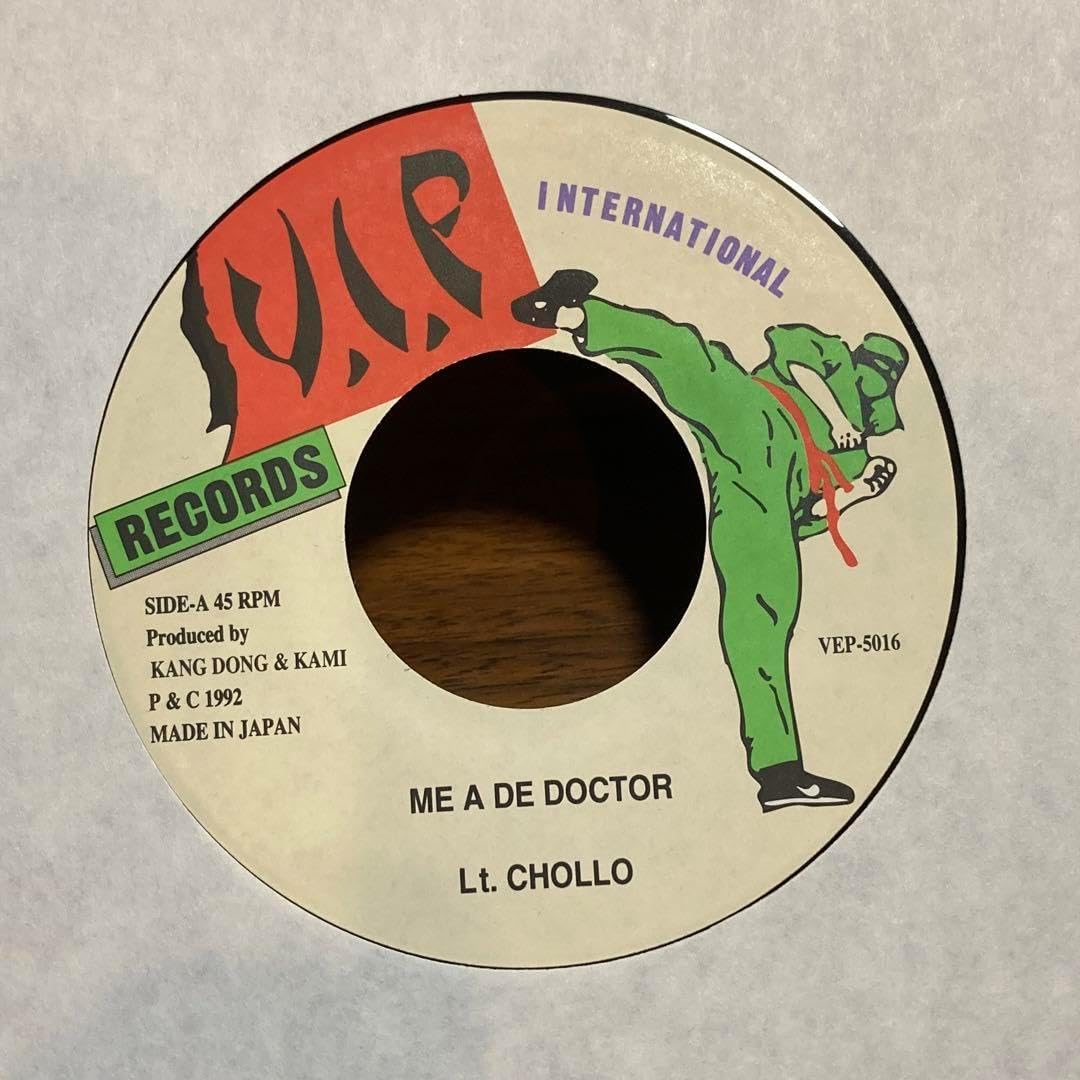 V.I.P
INTERNATIONAL
RECORDS
SIDE-A 45 RPM
Produced by
KANG DONG & KAMI
P & C 1992
MADE IN JAPAN
VEP-5016
ME A DE DOCTOR
Lt. CHOLLO